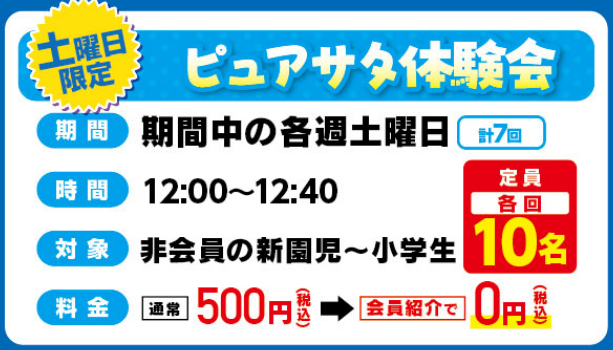 土曜日
限定
ピュアサタ体験会
期間 期間中の各週土曜日 計7回
時間 12:00～12:40
対象 非会員の新園児～小学生
定員
各回
10名
料金 通常 500円(税込) ➡ 会員紹介で 0円(税込)